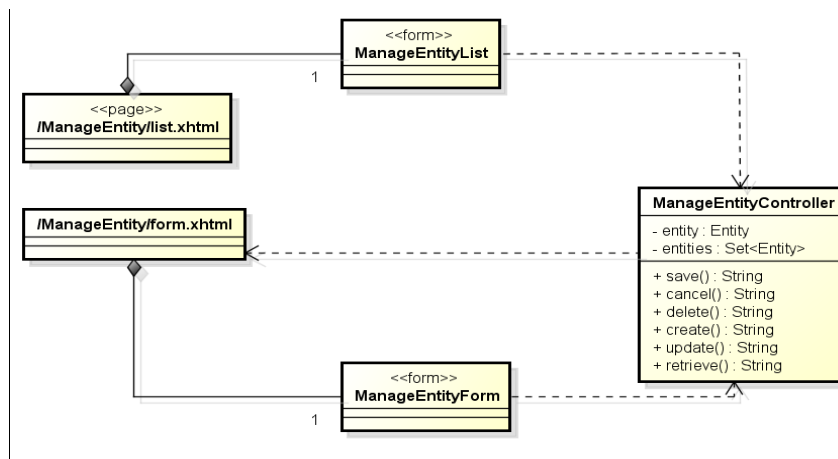 <<form>>
ManageEntityList
1
<<page>>
/ManageEntity/list.xhtml
/ManageEntity/form.xhtml
ManageEntityController
- entity : Entity
- entities : Set<Entity>
+ save() : String
+ cancel() : String
+ delete() : String
+ create() : String
+ update() : String
+ retrieve() : String
<<form>>
ManageEntityForm
1